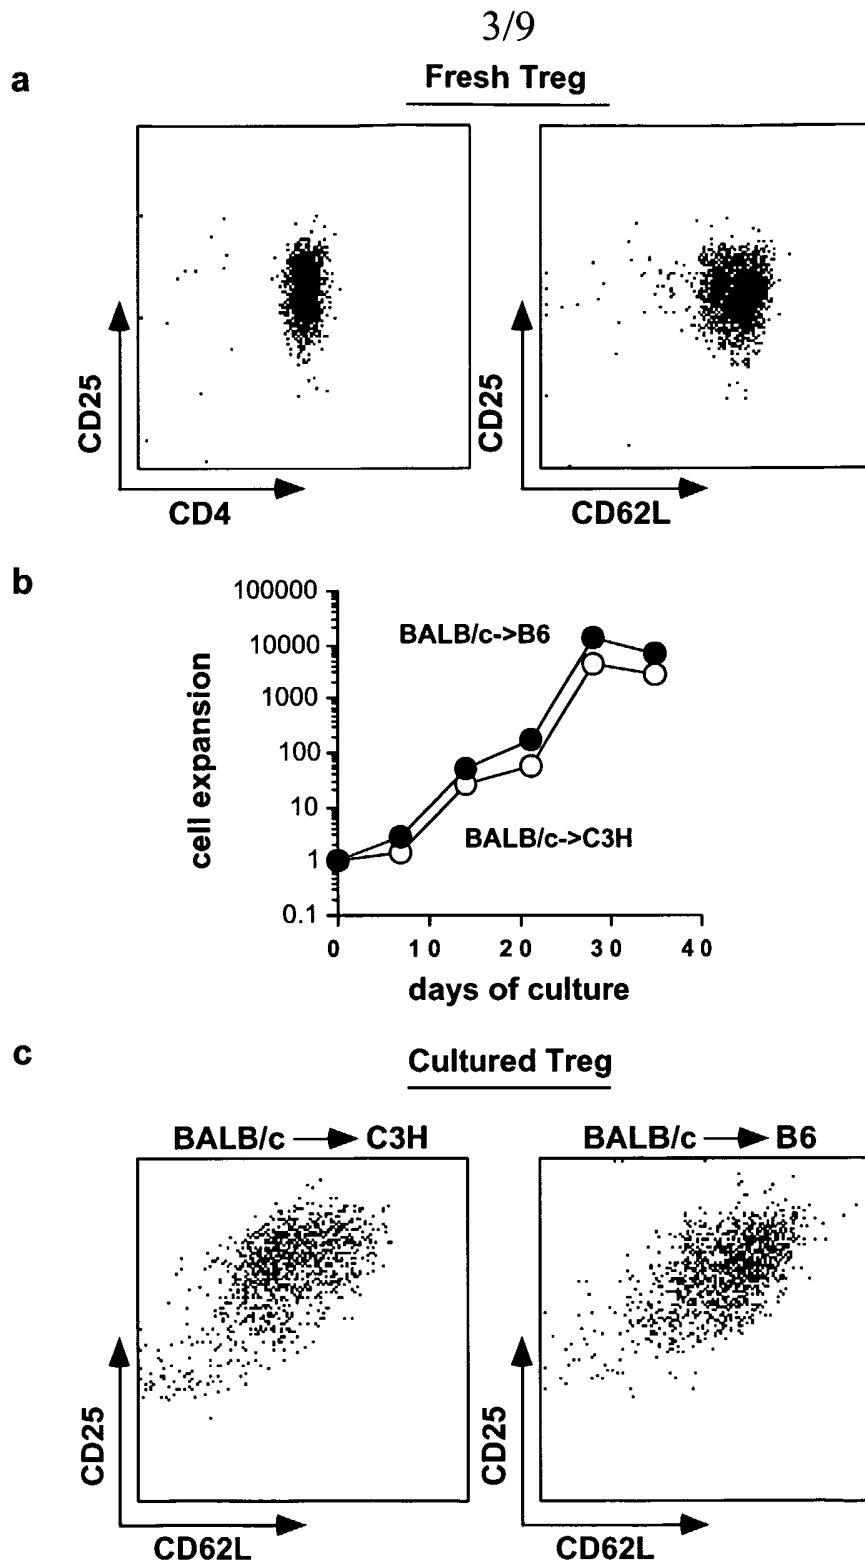 3/9
a
Fresh Treg
CD25
CD4
CD25
CD62L
b
100000
10000
1000
100
10
1
0.1
cell expansion
BALB/c->B6
BALB/c->C3H
0 10 20 30 40
days of culture
c
Cultured Treg
BALB/c → C3H
BALB/c → B6
CD25
CD62L
CD25
CD62L